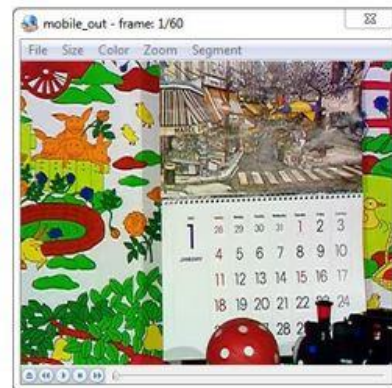 mobile_out - frame: 1/60
File Size Color Zoom Segment
1
JANUARY
28 29 30 31 1 2 3
4 5 6 7 8 9 10
11 12 13 14 15 16 17
18 19 20 21 22 23 24
28